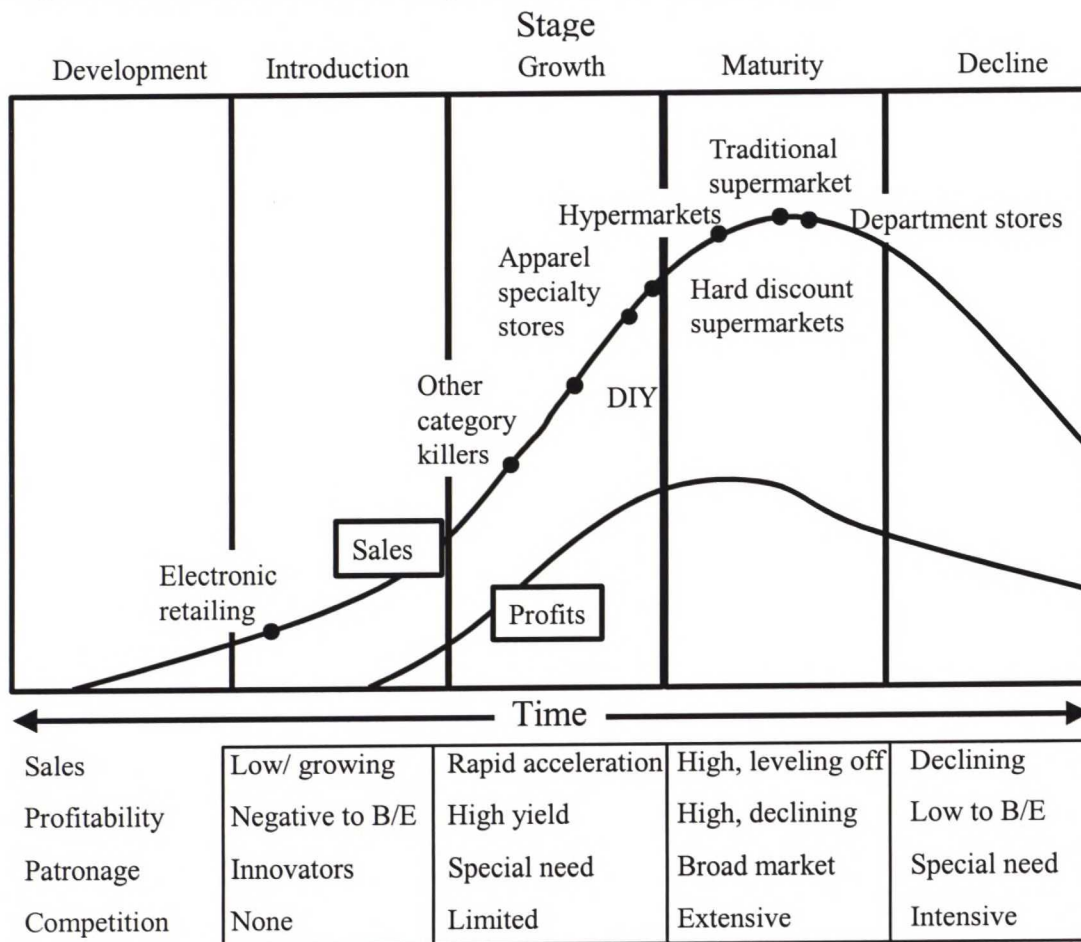 Stage
Development Introduction Growth Maturity Decline
Traditional
supermarket
Hypermarkets
Department stores
Apparel
specialty
stores
Hard discount
supermarkets
Other
category
killers
DIY
Sales
Electronic
retailing
Profits
Time
Sales Low/ growing Rapid acceleration High, leveling off Declining
Profitability Negative to B/E High yield High, declining Low to B/E
Patronage Innovators Special need Broad market Special need
Competition None Limited Extensive Intensive